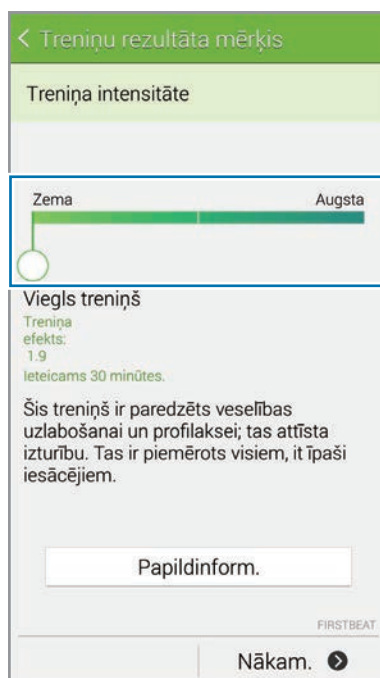 < Treniņu rezultāta mērķis
Treniņa intensitāte
Zema Augsta
Viegls treniņš
Treniņa
efekts:
1.9
Ieteicams 30 minūtes.
Šis treniņš ir paredzēts veselības
uzlabošanai un profilaksei; tas attīsta
izturību. Tas ir piemērots visiem, it īpaši
iesācējiem.
Papildinform.
FIRSTBEAT
Nākam.